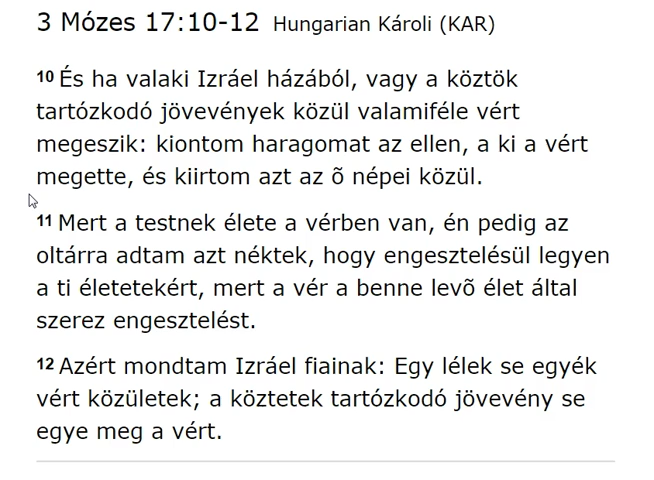 3 Mózes 17:10-12 Hungarian Károli (KAR)
10 És ha valaki Izráel házából, vagy a köztök
tartózkodó jövevények közül valamiféle vért
megeszik: kiontom haragomat az ellen, a ki a vért
megette, és kiirtom azt az õ népei közül.
11 Mert a testnek élete a vérben van, én pedig az
oltárra adtam azt néktek, hogy engesztelésül legyen
a ti életetekért, mert a vér a benne levõ élet által
szerez engesztelést.
12 Azért mondtam Izráel fiainak: Egy lélek se egyék
vért közületek; a köztetek tartózkodó jövevény se
egye meg a vért.